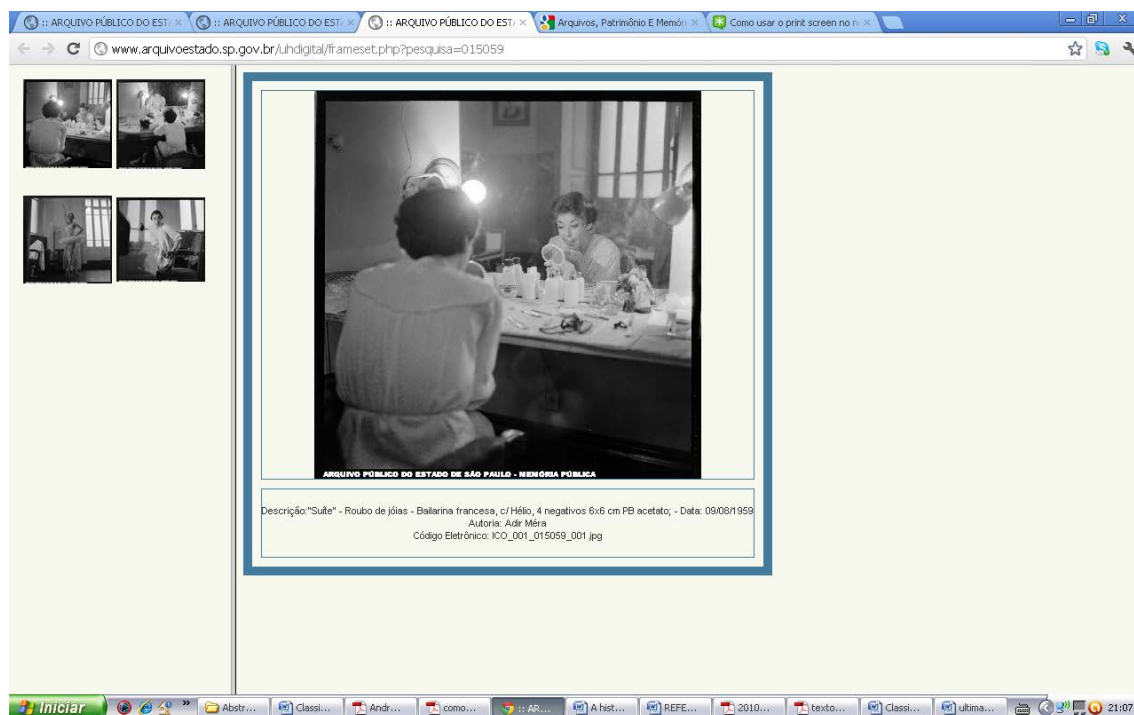 :: ARQUIVO PÚBLICO DO EST
:: ARQUIVO PÚBLICO DO EST
:: ARQUIVO PÚBLICO DO EST
Arquivos, Patrimônio E Memóri
Como usar o print screen no n
www.arquivoestado.sp.gov.br/uhdigital/frameset.php?pesquisa=015059
ARQUIVO PÚBLICO DO ESTADO DE SÃO PAULO - MEMÓRIA PÚBLICA
Descrição:"Suíte" - Roubo de jóias - Bailarina francesa, c/ Hélio, 4 negativos 6x6 cm PB acetato; - Data: 09/08/1959
Autoria: Adir Méra
Código Eletrônico: ICO_001_015059_001.jpg
Iniciar
Abstr...
Classi...
Andr...
como...
:: AR...
A hist...
REFE...
2010...
texto...
Classi...
ultima...
21:07